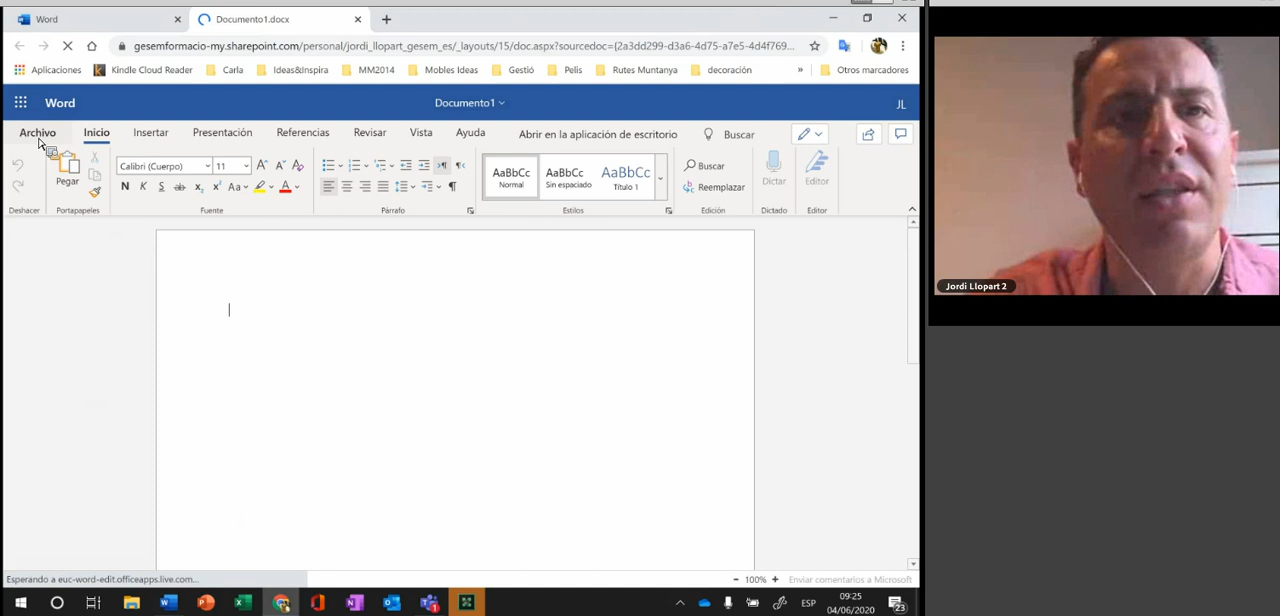 Word
Documento1.docx
gesemformacio-my.sharepoint.com/personal/jordi_llopart_gesem_es/_layouts/15/doc.aspx?sourcedoc={2a3dd299-d3a6-4d75-a7e5-4d4f769...
Aplicaciones Kindle Cloud Reader Carla Ideas&Inspira MM2014 Mobles Ideas Gestió Pelis Rutes Muntanya decoración » Otros marcadores
Word Documento1 JL
Archivo Inicio Insertar Presentación Referencias Revisar Vista Ayuda Abrir en la aplicación de escritorio Buscar
Pegar
Calibri (Cuerpo) 11
N K S ab x₂ x² Aa A
AaBbCc AaBbCc AaBbCc
Normal Sin espaciado Título 1
Buscar
Reemplazar
Dictar Editor
Deshacer Portapapeles Fuente Párrafo Estilos Edición Dictado Editor
Jordi Llopart 2
Esperando a euc-word-edit.officeapps.live.com...
100% Enviar comentarios a Microsoft
ESP
09:25
04/06/2020
23